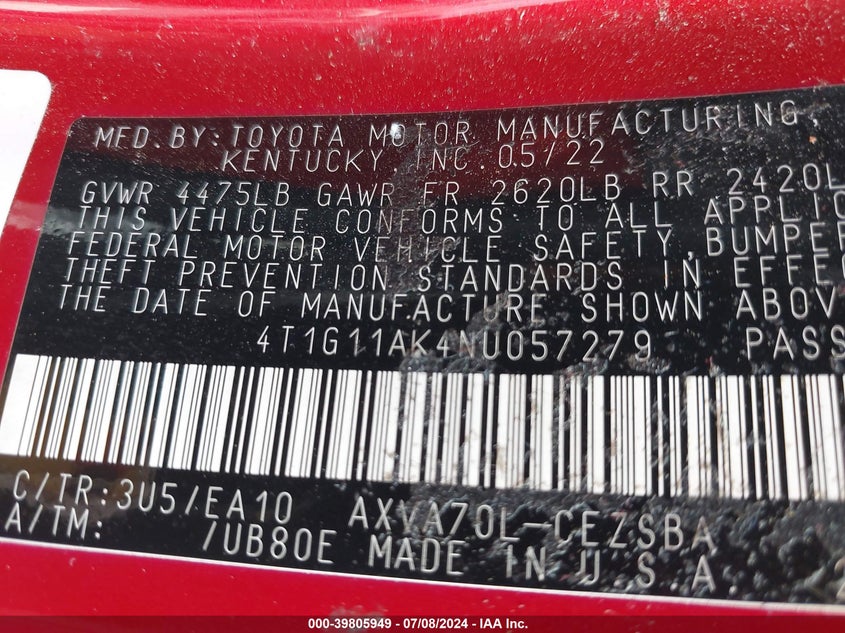 MFD.BY:TOYOTA MOTOR MANUFACTURING,
KENTUCKY,INC.05/22
GVWR 4475LB GAWR FR 2620LB RR 2420L
THIS VEHICLE CONFORMS TO ALL APPLIC
FEDERAL MOTOR VEHICLE SAFETY,BUMPER
THEFT PREVENTION STANDARDS IN EFFEC
THE DATE OF MANUFACTURE SHOWN ABOV
4T1G11AK4NU057279 PASS
C/TR:3U5/EA10 AXVA70L-CEZSBA
A/TM: /UB80E MADE IN U.S.A
000-39805949 - 07/08/2024 - IAA Inc.